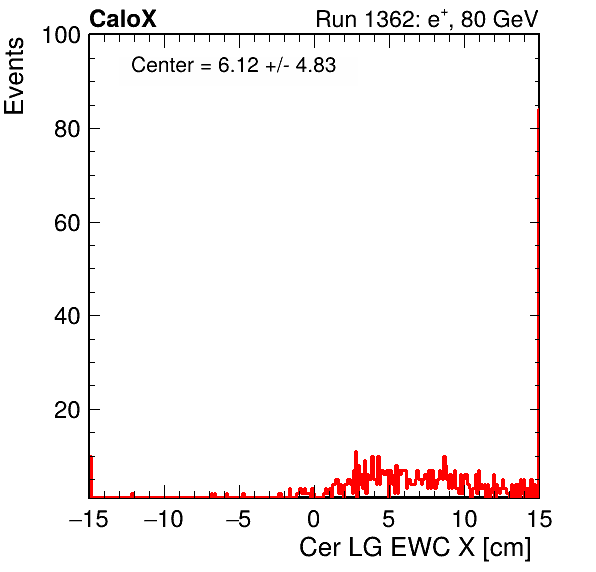 CaloX Run 1362: e⁺, 80 GeV
Center = 6.12 +/- 4.83
Events
100
80
60
40
20
−15 −10 −5 0 5 10 15
Cer LG EWC X [cm]